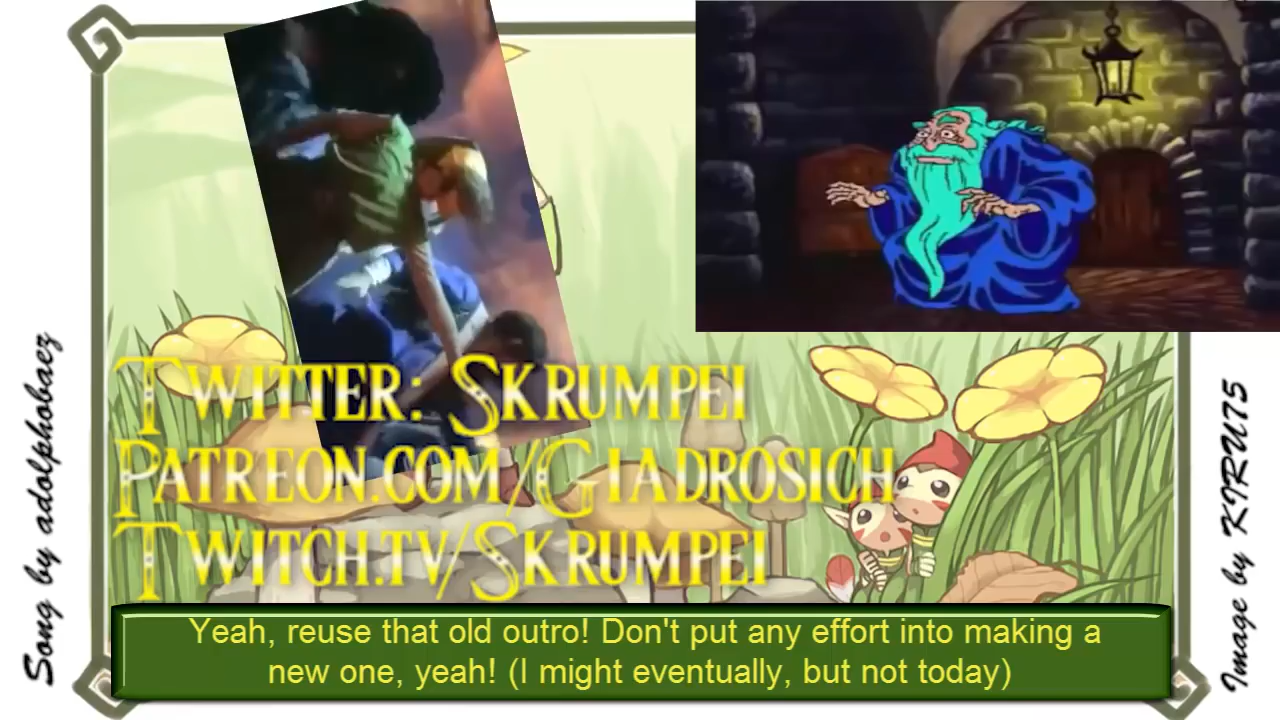 Song by adolphobaez
Twitter: Skrumpei
Patreon.com/Giadrosich
Twitch.tv/Skrumpei
Image by KIRU75
Yeah, reuse that old outro! Don't put any effort into making a
new one, yeah! (I might eventually, but not today)